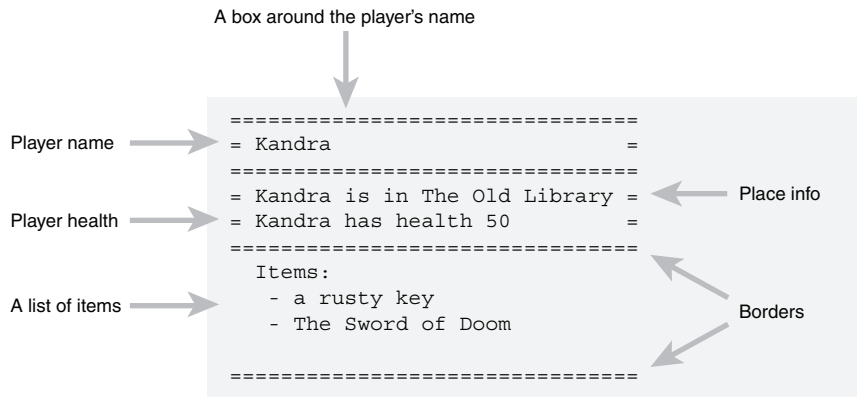 A box around the player’s name
================================
Player name
= Kandra                       =
================================
= Kandra is in The Old Library =
Place info
Player health
= Kandra has health 50         =
================================
  Items:
A list of items
   - a rusty key
   - The Sword of Doom
Borders
================================